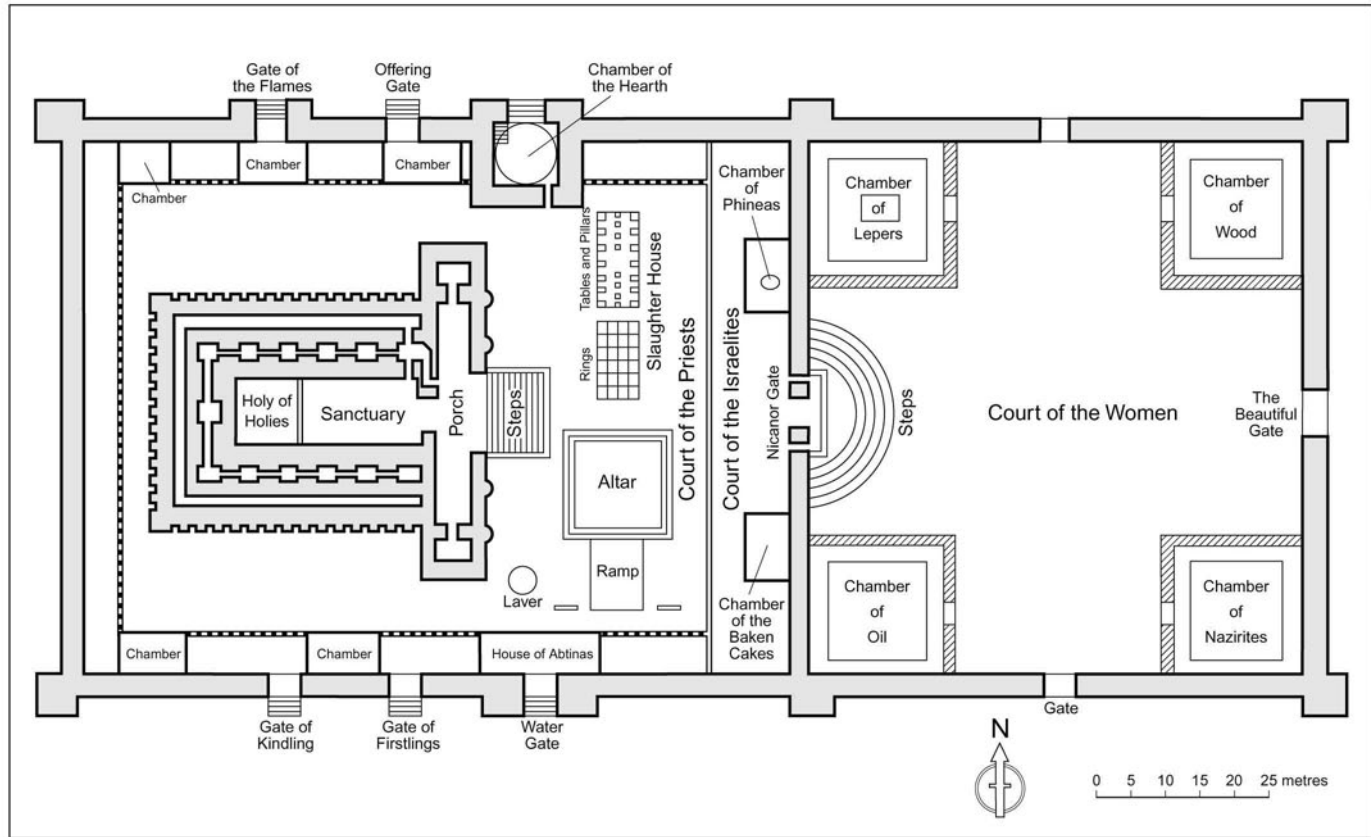 Gate of
the Flames
Offering
Gate
Chamber of
the Hearth
Chamber
Chamber
Chamber
Chamber
of
Phineas
Chamber
of
Lepers
Chamber
of
Wood
Tables and Pillars
Slaughter House
Rings
Court of the Priests
Court of the Israelites
Nicanor Gate
Steps
Court of the Women
The
Beautiful
Gate
Holy of
Holies
Sanctuary
Porch
Steps
Altar
Ramp
Laver
Chamber
of the
Baken
Cakes
Chamber
of
Oil
Chamber
of
Nazirites
Chamber
Chamber
House of Abtinas
Gate of
Kindling
Gate of
Firstlings
Water
Gate
Gate
N
0 5 10 15 20 25 metres